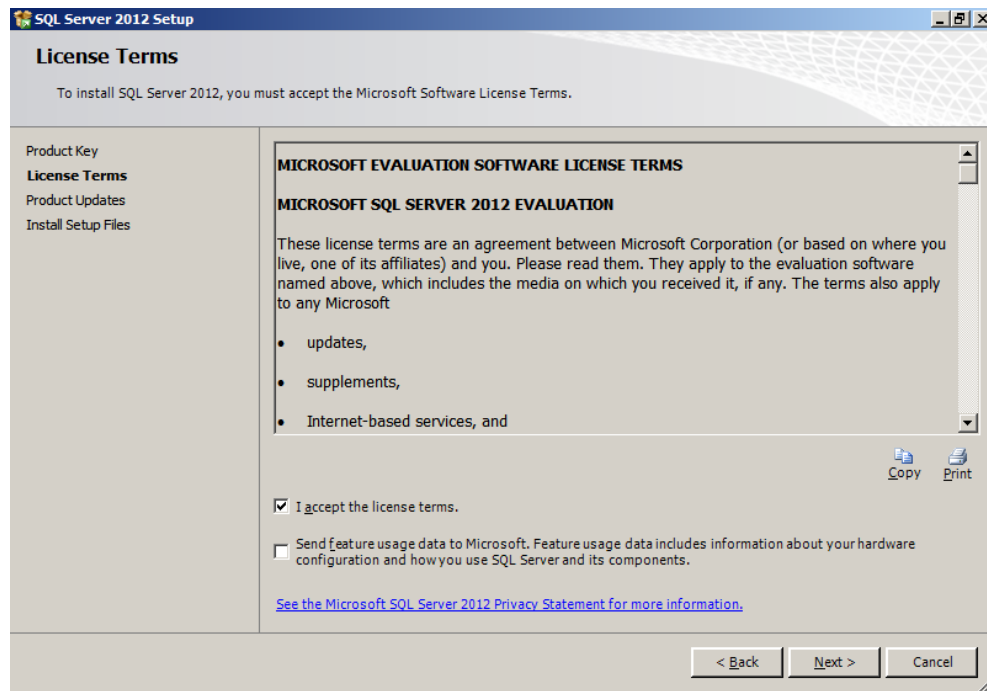 SQL Server 2012 Setup
License Terms
To install SQL Server 2012, you must accept the Microsoft Software License Terms.
Product Key
License Terms
Product Updates
Install Setup Files
MICROSOFT EVALUATION SOFTWARE LICENSE TERMS
MICROSOFT SQL SERVER 2012 EVALUATION
These license terms are an agreement between Microsoft Corporation (or based on where you
live, one of its affiliates) and you. Please read them. They apply to the evaluation software
named above, which includes the media on which you received it, if any. The terms also apply
to any Microsoft
• updates,
• supplements,
• Internet-based services, and
Copy Print
I accept the license terms.
Send feature usage data to Microsoft. Feature usage data includes information about your hardware
configuration and how you use SQL Server and its components.
See the Microsoft SQL Server 2012 Privacy Statement for more information.
< Back Next > Cancel